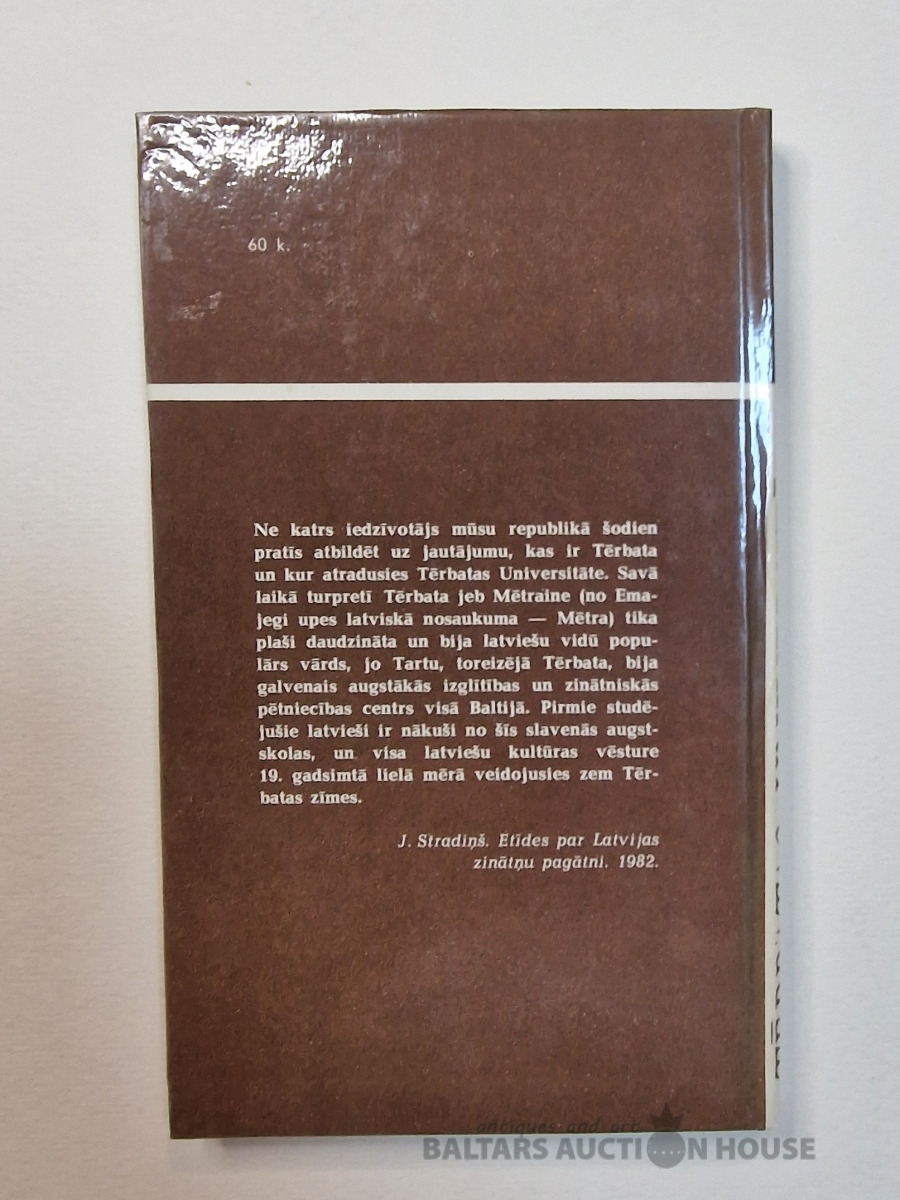 60 k.
Ne katrs iedzīvotājs mūsu republikā šodien
pratīs atbildēt uz jautājumu, kas ir Tērbata
un kur atradusies Tērbatas Universitāte. Savā
laikā turpretī Tērbata jeb Mētraine (no Ema-
jegi upes latviskā nosaukuma — Mētra) tika
plaši daudzināta un bija latviešu vidū popu-
lārs vārds, jo Tartu, toreizējā Tērbata, bija
galvenais augstākās izglītības un zinātniskās
pētniecības centrs visā Baltijā. Pirmie studē-
jušie latvieši ir nākuši no šīs slavenās augst-
skolas, un visa latviešu kultūras vēsture
19. gadsimtā lielā mērā veidojusies zem Tēr-
batas zīmes.
J. Stradiņš. Etīdes par Latvijas
zinātņu pagātni. 1982.
antiques and art
BALTARS AUCTION HOUSE